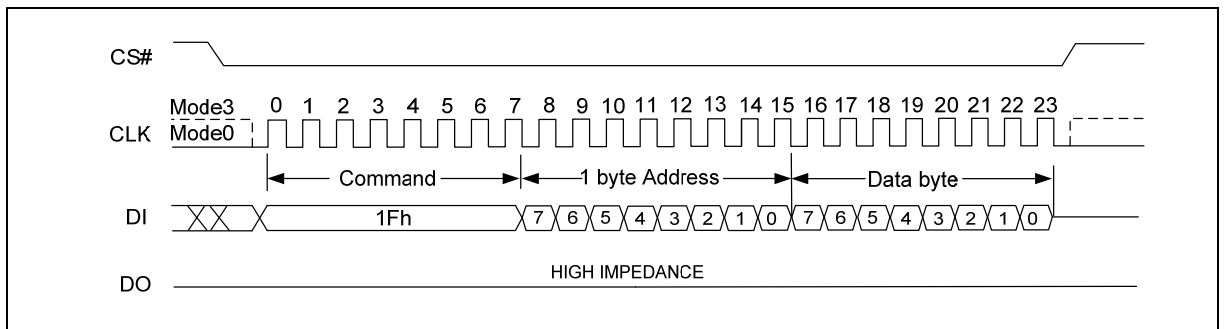 CS#
Mode3 0 1 2 3 4 5 6 7 8 9 10 11 12 13 14 15 16 17 18 19 20 21 22 23
CLK Mode0
Command 1 byte Address Data byte
DI 1Fh 7 6 5 4 3 2 1 0 7 6 5 4 3 2 1 0
HIGH IMPEDANCE
DO